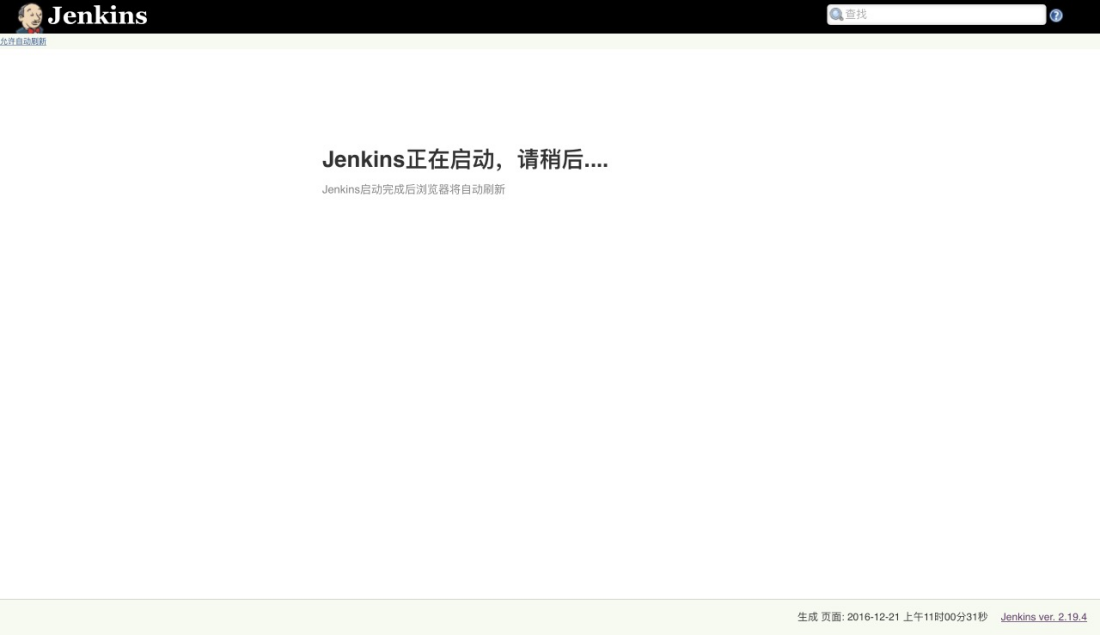 Jenkins
查找
允许自动刷新
Jenkins正在启动，请稍后....
Jenkins启动完成后浏览器将自动刷新
生成 页面: 2016-12-21 上午11时00分31秒 Jenkins ver. 2.19.4